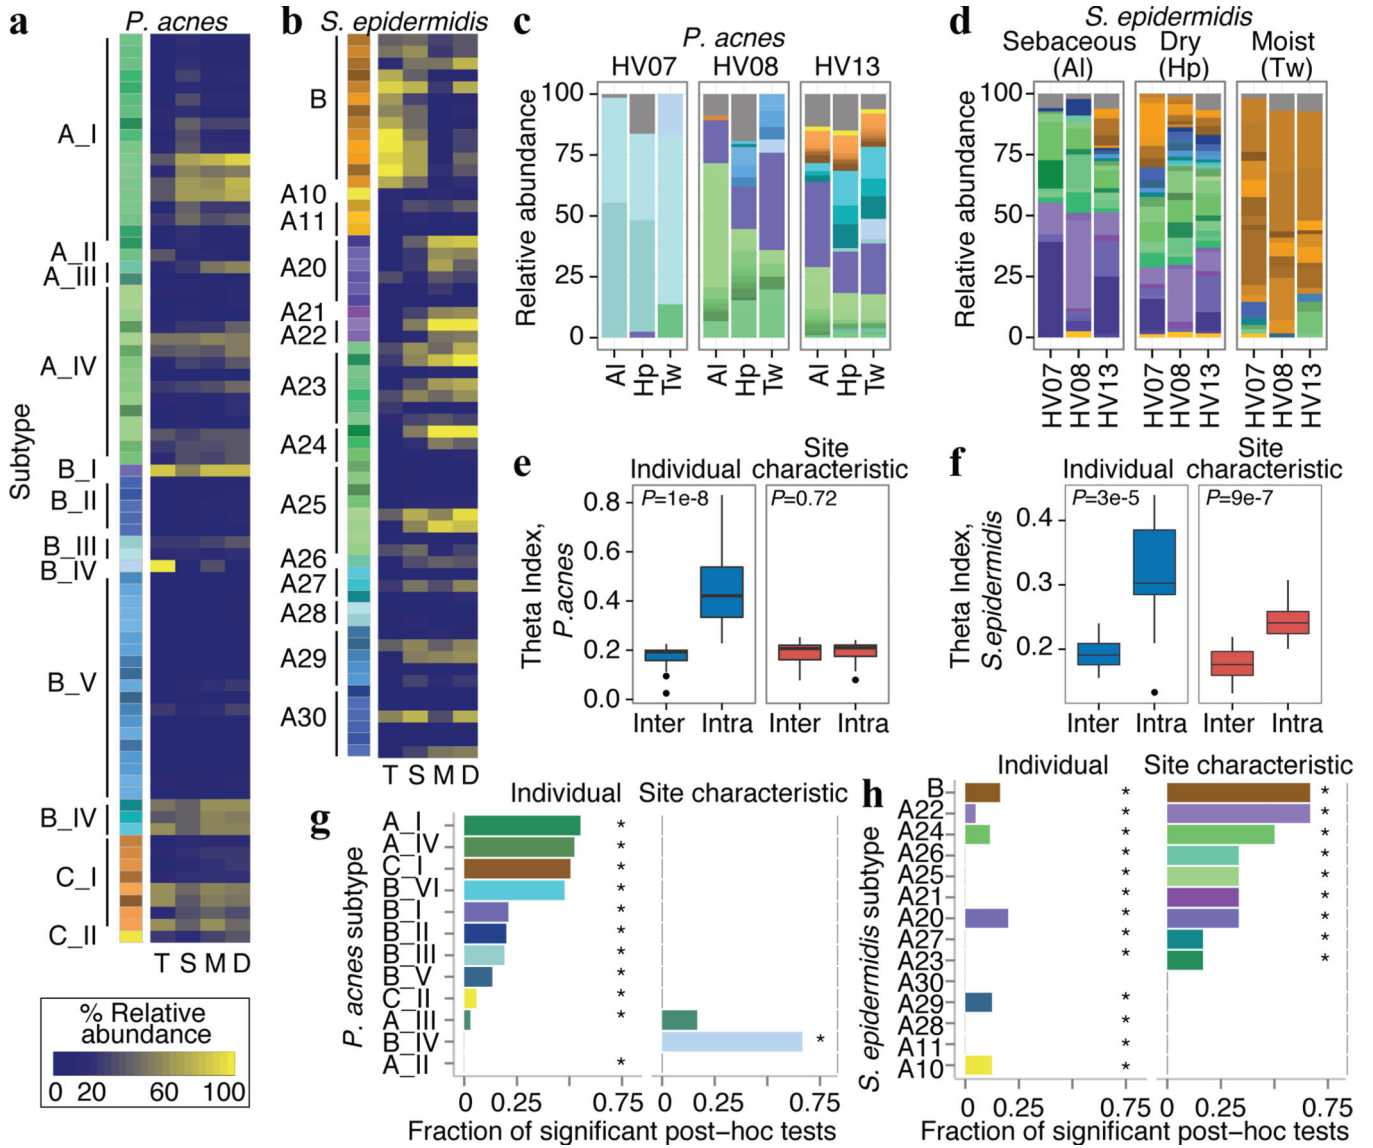 a
P. acnes
A_I
A_II
A_III
A_IV
B_I
B_II
B_III
B_IV
B_V
B_IV
C_I
C_II
Subtype
T S M D
% Relative
abundance
0 20 60 100
b
S. epidermidis
B
A10
A11
A20
A21
A22
A23
A24
A25
A26
A27
A28
A29
A30
T S M D
c
P. acnes
HV07 HV08 HV13
Relative abundance
100
75
50
25
0
Al Hp Tw Al Hp Tw Al Hp Tw
d
S. epidermidis
Sebaceous Dry Moist
(Al) (Hp) (Tw)
Relative abundance
100
75
50
25
0
HV07 HV08 HV13 HV07 HV08 HV13 HV07 HV08 HV13
e
Individual Site
characteristic
P=1e-8 P=0.72
Theta Index,
P.acnes
0.8
0.6
0.4
0.2
0.0
Inter Intra Inter Intra
f
Individual Site
characteristic
P=3e-5 P=9e-7
Theta Index,
S.epidermidis
0.4
0.3
0.2
Inter Intra Inter Intra
g
Individual Site characteristic
P. acnes subtype
A_I *
A_IV *
C_I *
B_VI *
B_I *
B_II *
B_III *
B_V *
C_II *
A_III *
B_IV *
A_II *
0 0.25 0.75 0 0.25 0.75
Fraction of significant post-hoc tests
h
Individual Site characteristic
S. epidermidis subtype
B * *
A22 * *
A24 * *
A26 * *
A25 * *
A21 * *
A20 * *
A27 * *
A23 * *
A30
A29 *
A28 *
A11 *
A10 *
0 0.25 0.75 0 0.25 0.75
Fraction of significant post-hoc tests